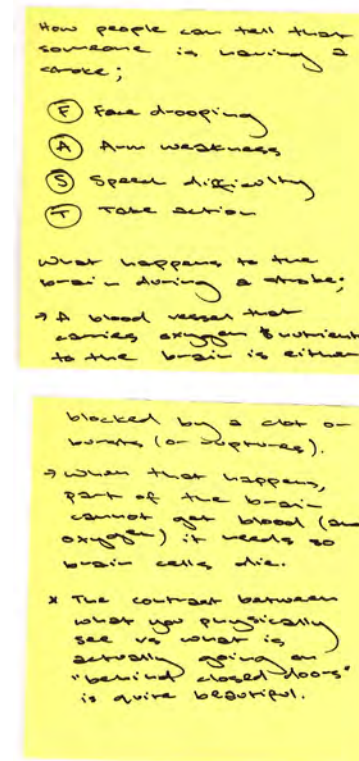 How people can tell that
someone is having a
stroke;
F Face drooping
A Arm weakness
S Speech difficulty
T Take action
What happens to the
brain during a stroke;
→ A blood vessel that
carries oxygen & nutrient
to the brain is either
blocked by a clot or
bursts (or ruptures).
→ When that happens,
part of the brain
cannot get blood (and
oxygen) it needs so
brain cells die.
* The contrast between
what you physically
see vs what is
actually going on
"behind closed doors"
is quite beautiful.